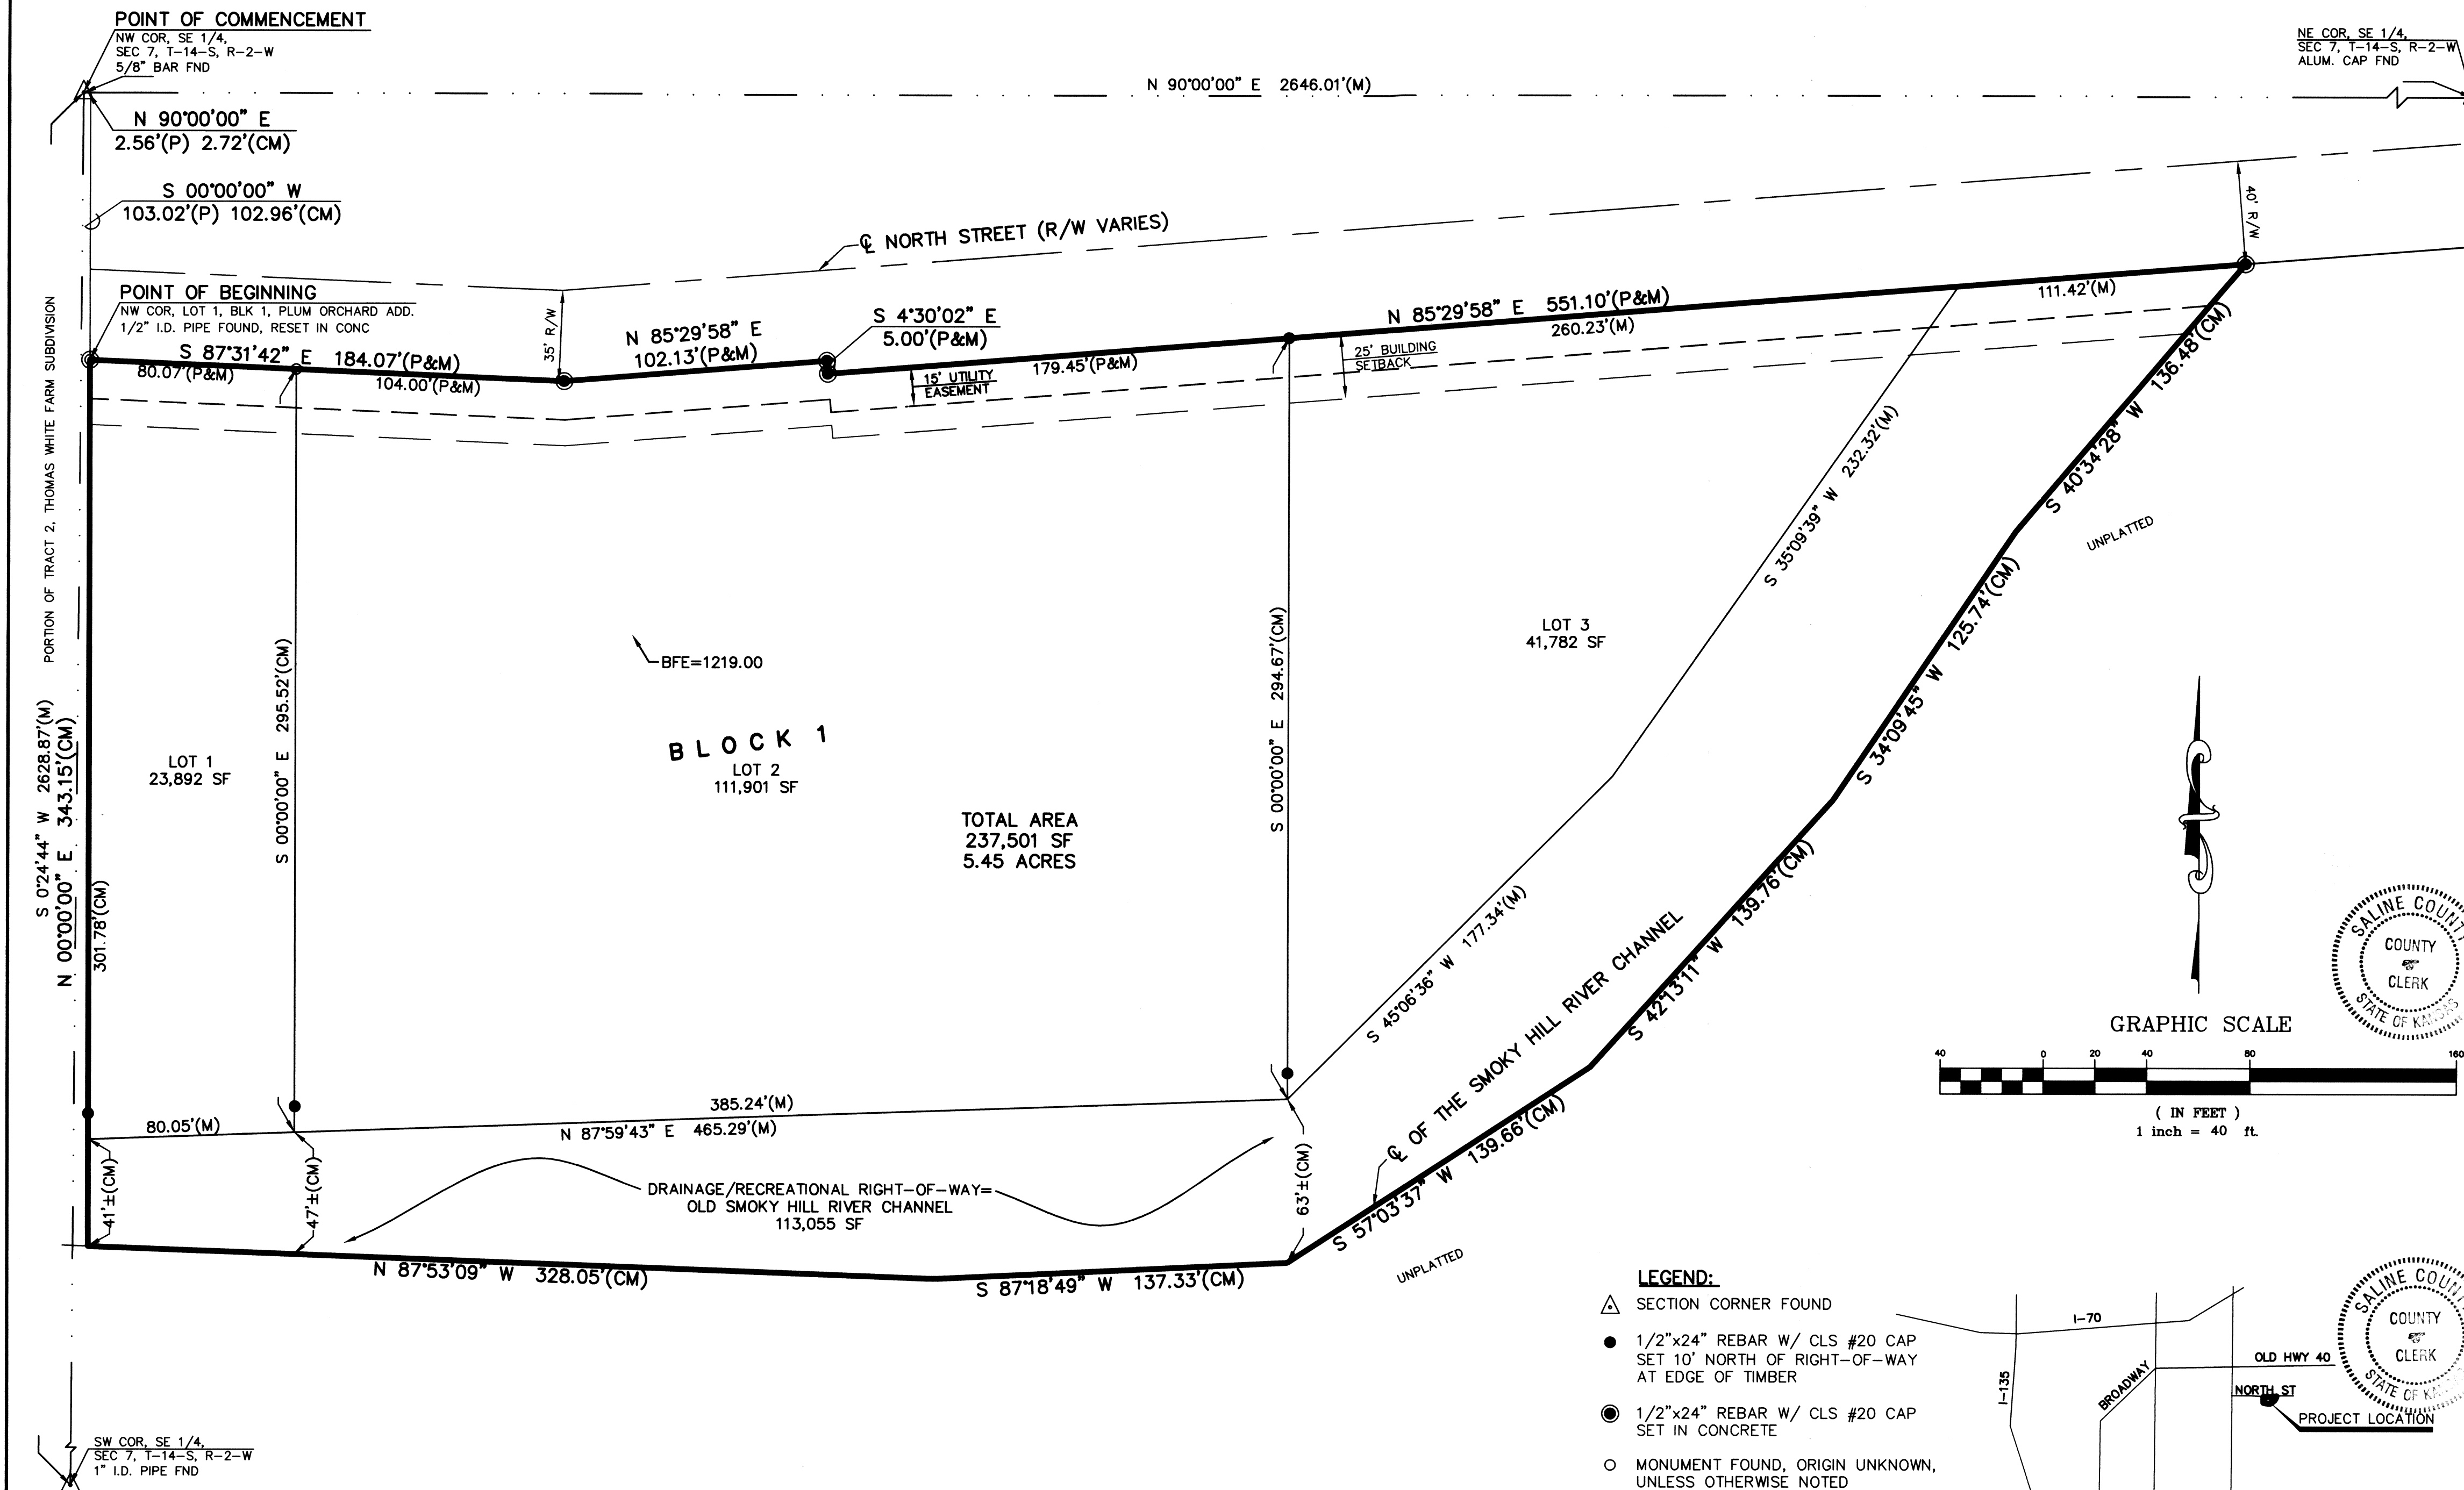 POINT OF COMMENCEMENT
NW COR, SE 1/4,
SEC 7, T-14-S, R-2-W
5/8" BAR FND
NE COR, SE 1/4,
SEC 7, T-14-S, R-2-W
ALUM. CAP FND
N 90°00'00" E 2646.01'(M)
N 90°00'00" E
2.56'(P) 2.72'(CM)
S 00°00'00" W
103.02'(P) 102.96'(CM)
℄ NORTH STREET (R/W VARIES)
40' R/W
POINT OF BEGINNING
NW COR, LOT 1, BLK 1, PLUM ORCHARD ADD.
1/2" I.D. PIPE FOUND, RESET IN CONC
S 87°31'42" E 184.07'(P&M)
80.07'(P&M)
104.00'(P&M)
35' R/W
N 85°29'58" E
102.13'(P&M)
S 4°30'02" E
5.00'(P&M)
N 85°29'58" E 551.10'(P&M)
179.45'(P&M)
260.23'(M)
111.42'(M)
15' UTILITY
EASEMENT
25' BUILDING
SETBACK
PORTION OF TRACT 2, THOMAS WHITE FARM SUBDIVISION
S 0°24'44" W 2628.87'(M)
N 00°00'00" E 343.15'(CM)
301.78'(CM)
S 00°00'00" E 295.52'(CM)
S 00°00'00" E 294.67'(CM)
S 35°09'39" W 232.32'(M)
S 40°34'28" W 136.48'(CM)
UNPLATTED
S 34°09'45" W 125.74'(CM)
LOT 3
41,782 SF
BFE=1219.00
BLOCK 1
LOT 1
23,892 SF
LOT 2
111,901 SF
TOTAL AREA
237,501 SF
5.45 ACRES
S 45°06'36" W 177.34'(M)
S 42°13'11" W 139.76'(CM)
℄ OF THE SMOKY HILL RIVER CHANNEL
S 57°03'37" W 139.66'(CM)
UNPLATTED
80.05'(M)
385.24'(M)
N 87°59'43" E 465.29'(M)
41'±(CM)
47'±(CM)
63'±(CM)
DRAINAGE/RECREATIONAL RIGHT-OF-WAY=
OLD SMOKY HILL RIVER CHANNEL
113,055 SF
N 87°53'09" W 328.05'(CM)
S 87°18'49" W 137.33'(CM)
SALINE COUNTY
COUNTY
CLERK
STATE OF KANSAS
GRAPHIC SCALE
40 0 20 40 80 160
( IN FEET )
1 inch = 40 ft.
LEGEND:
SECTION CORNER FOUND
1/2"x24" REBAR W/ CLS #20 CAP
SET 10' NORTH OF RIGHT-OF-WAY
AT EDGE OF TIMBER
1/2"x24" REBAR W/ CLS #20 CAP
SET IN CONCRETE
MONUMENT FOUND, ORIGIN UNKNOWN,
UNLESS OTHERWISE NOTED
I-70
I-135
BROADWAY
OLD HWY 40
NORTH ST
PROJECT LOCATION
SALINE
COUNTY
CLERK
STATE OF
SW COR, SE 1/4,
SEC 7, T-14-S, R-2-W
1" I.D. PIPE FND